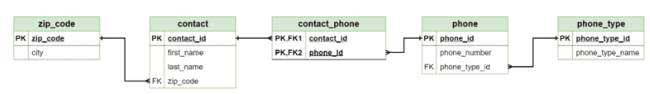 zip_code
PK zip_code
city
contact
PK contact_id
first_name
last_name
FK zip_code
contact_phone
PK,FK1 contact_id
PK,FK2 phone_id
phone
PK phone_id
phone_number
FK phone_type_id
phone_type
PK phone_type_id
phone_type_name